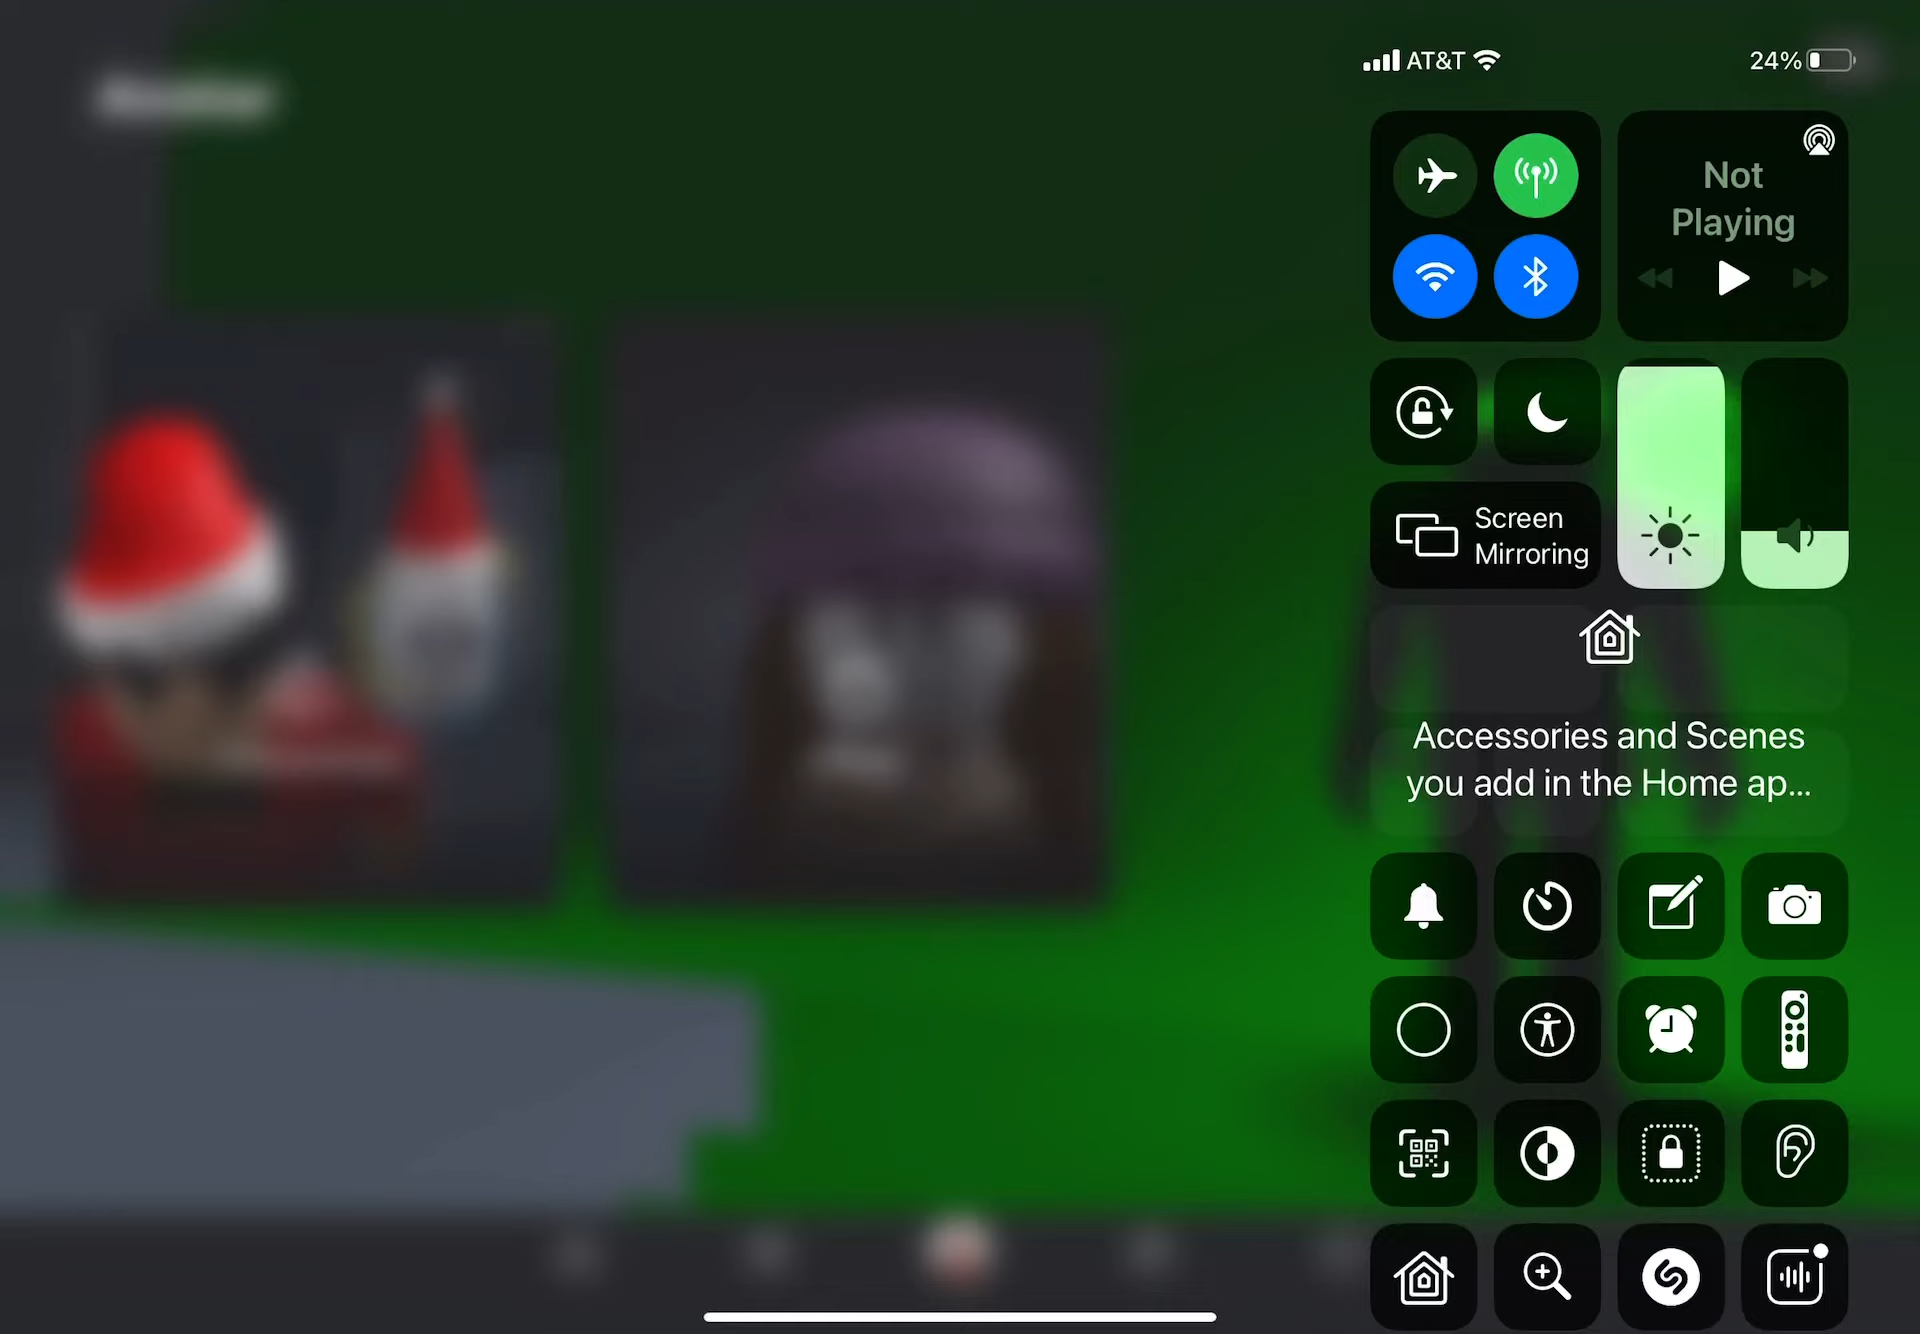 AT&T
24%
Not
Playing
Screen
Mirroring
Accessories and Scenes
you add in the Home ap...